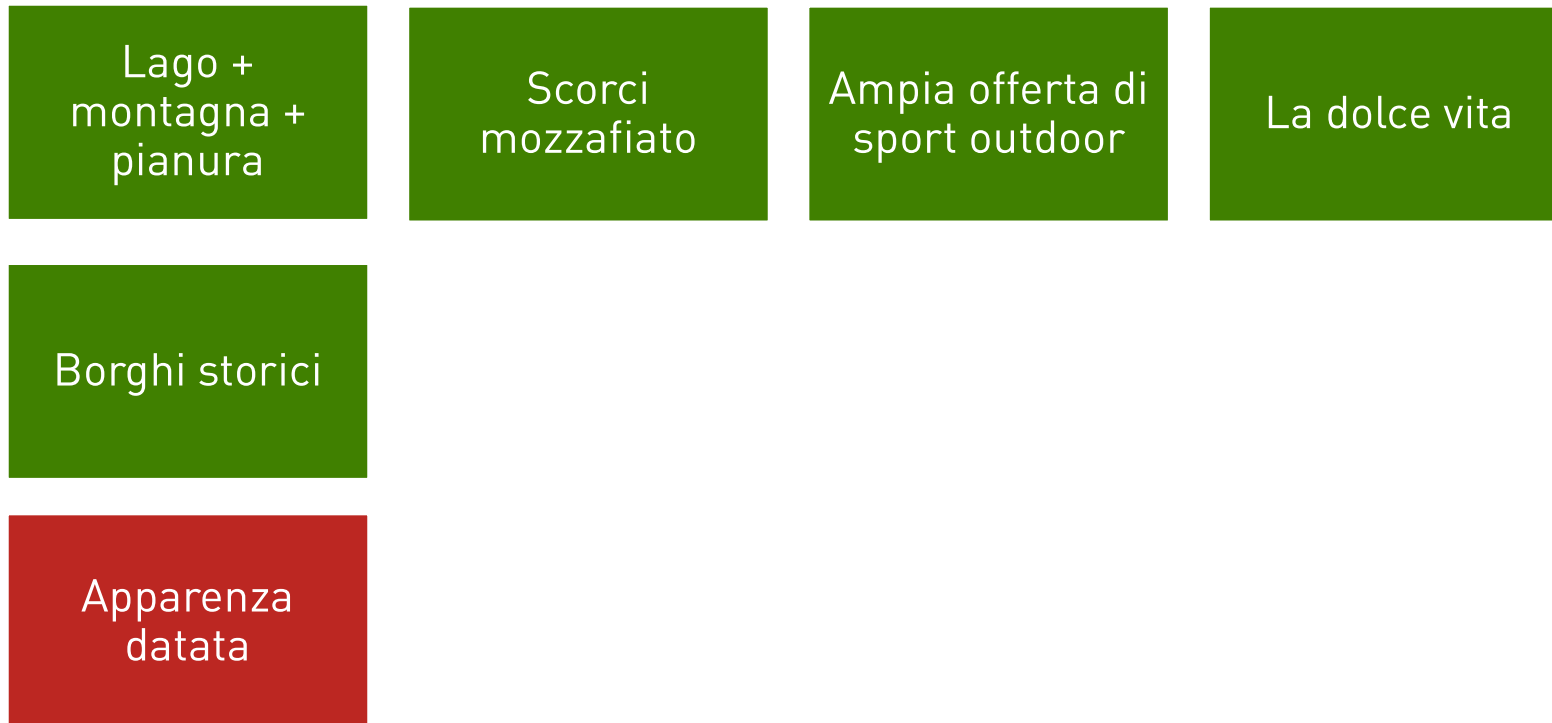 Lago +
montagna +
pianura
Scorci
mozzafiato
Ampia offerta di
sport outdoor
La dolce vita
Borghi storici
Apparenza
datata